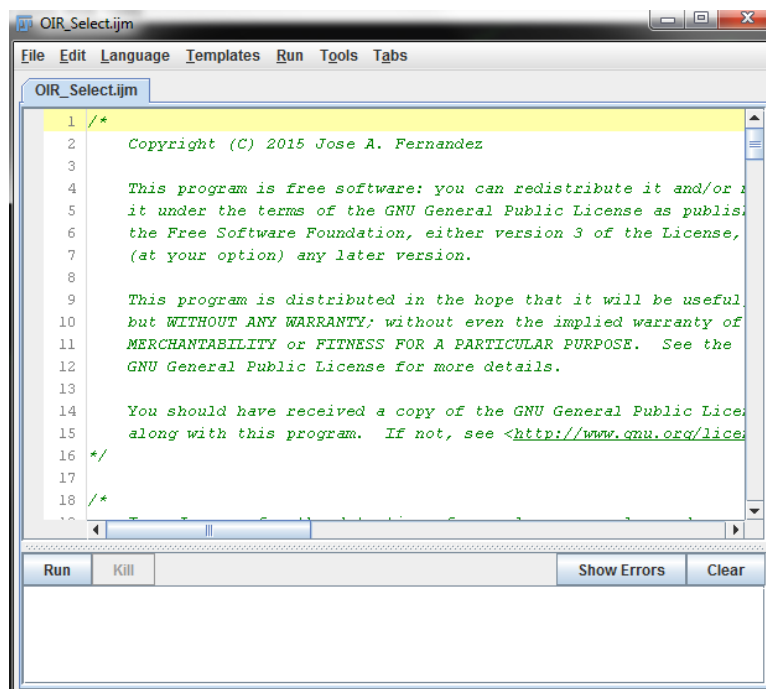 OIR_Select.ijm
File Edit Language Templates Run Tools Tabs
OIR_Select.ijm
1 /*
2 Copyright (C) 2015 Jose A. Fernandez
3
4 This program is free software: you can redistribute it and/or
5 it under the terms of the GNU General Public License as publis
6 the Free Software Foundation, either version 3 of the License,
7 (at your option) any later version.
8
9 This program is distributed in the hope that it will be useful
10 but WITHOUT ANY WARRANTY; without even the implied warranty of
11 MERCHANTABILITY or FITNESS FOR A PARTICULAR PURPOSE. See the
12 GNU General Public License for more details.
13
14 You should have received a copy of the GNU General Public Lice
15 along with this program. If not, see <http://www.gnu.org/lice
16 */
17
18 /*
Run Kill Show Errors Clear